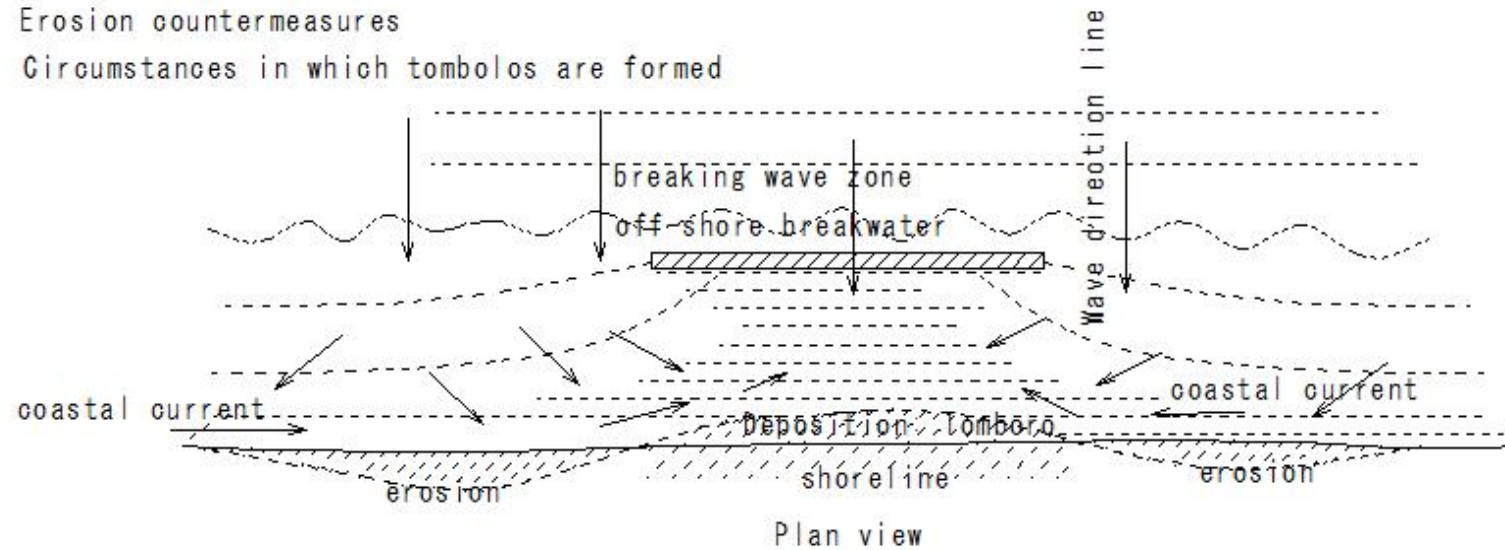 Erosion countermeasures
Circumstances in which tombolos are formed
Wave direction line
breaking wave zone
off-shore breakwater
coastal current
coastal current
Deposition. Tomboro
erosion
shoreline
erosion
Plan view